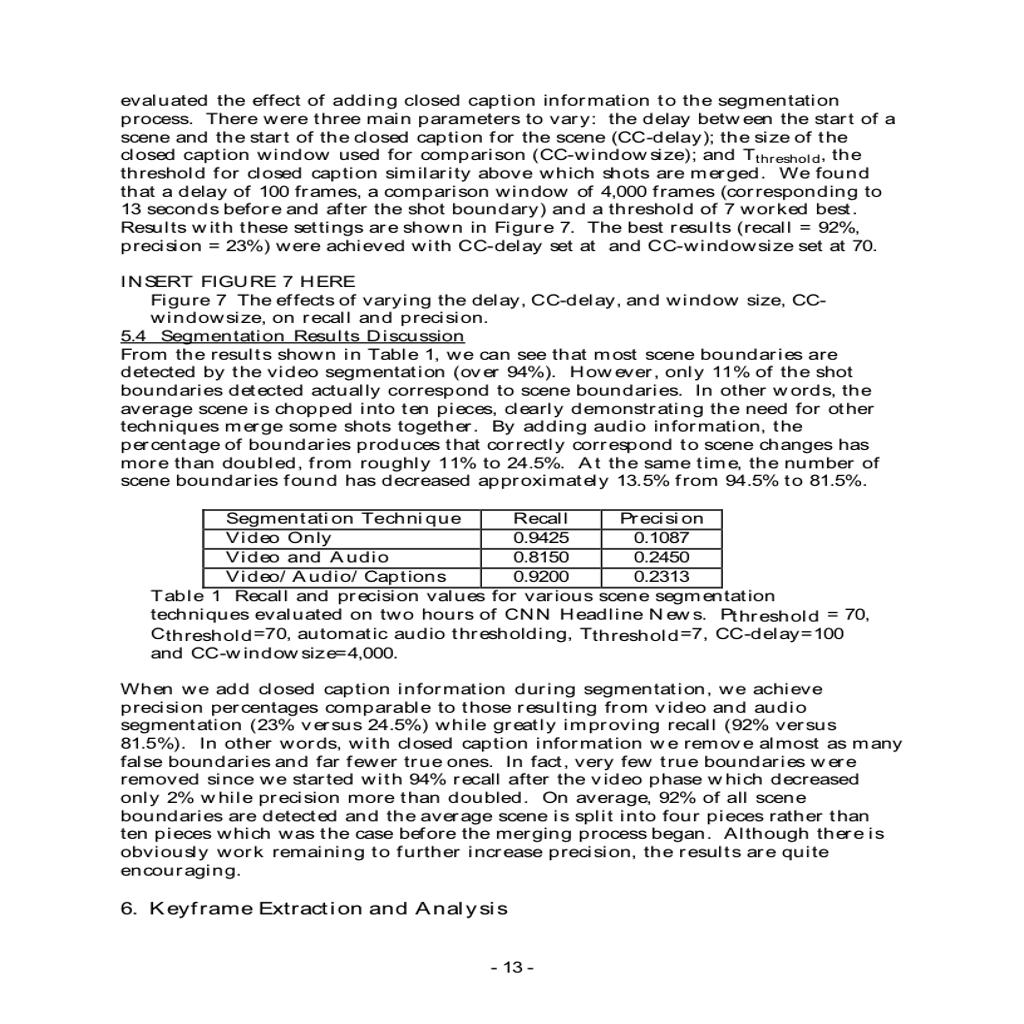 evaluated the effect of adding closed caption information to the segmentation
process.  There were three main parameters to vary:  the delay between the start of a
scene and the start of the closed caption for the scene (CC-delay); the size of the
closed caption window used for comparison (CC-windowsize); and Tthreshold, the
threshold for closed caption similarity above which shots are merged.  We found
that a delay of 100 frames, a comparison window of 4,000 frames (corresponding to
13 seconds before and after the shot boundary) and a threshold of 7 worked best.
Results with these settings are shown in Figure 7.  The best results (recall = 92%,
precision = 23%) were achieved with CC-delay set at  and CC-windowsize set at 70.
INSERT FIGURE 7 HERE
Figure 7  The effects of varying the delay, CC-delay, and window size, CC-
windowsize, on recall and precision.
5.4  Segmentation Results Discussion
From the results shown in Table 1, we can see that most scene boundaries are
detected by the video segmentation (over 94%).  However, only 11% of the shot
boundaries detected actually correspond to scene boundaries.  In other words, the
average scene is chopped into ten pieces, clearly demonstrating the need for other
techniques merge some shots together.  By adding audio information, the
percentage of boundaries produces that correctly correspond to scene changes has
more than doubled, from roughly 11% to 24.5%.  At the same time, the number of
scene boundaries found has decreased approximately 13.5% from 94.5% to 81.5%.
Segmentation Technique Recall Precision
Video Only 0.9425 0.1087
Video and Audio 0.8150 0.2450
Video/Audio/Captions 0.9200 0.2313
Table 1  Recall and precision values for various scene segmentation
techniques evaluated on two hours of CNN Headline News.  Pthreshold = 70,
Cthreshold=70, automatic audio thresholding, Tthreshold=7, CC-delay=100
and CC-windowsize=4,000.
When we add closed caption information during segmentation, we achieve
precision percentages comparable to those resulting from video and audio
segmentation (23% versus 24.5%) while greatly improving recall (92% versus
81.5%).  In other words, with closed caption information we remove almost as many
false boundaries and far fewer true ones.  In fact, very few true boundaries were
removed since we started with 94% recall after the video phase which decreased
only 2% while precision more than doubled.  On average, 92% of all scene
boundaries are detected and the average scene is split into four pieces rather than
ten pieces which was the case before the merging process began.  Although there is
obviously work remaining to further increase precision, the results are quite
encouraging.
6.  Keyframe Extraction and Analysis
- 13 -